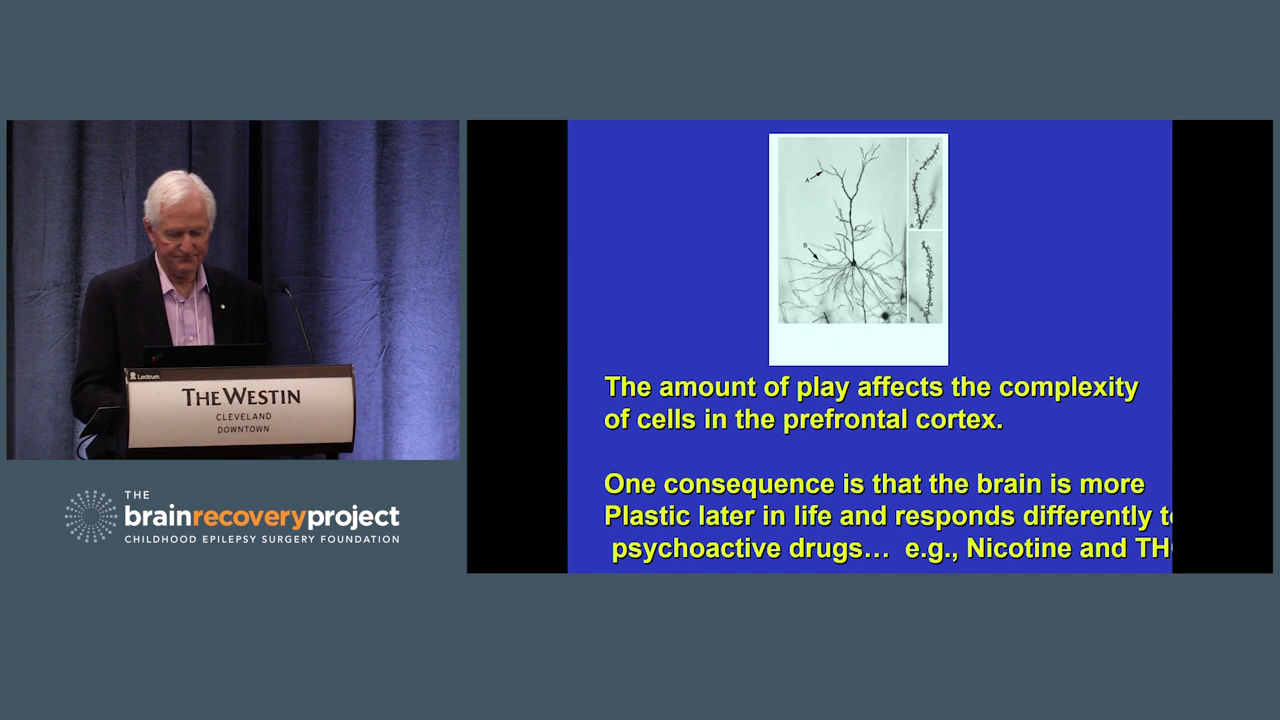 Lectrum
THE WESTIN
CLEVELAND
DOWNTOWN
THE
brainrecoveryproject
CHILDHOOD EPILEPSY SURGERY FOUNDATION
A
B
A
B
The amount of play affects the complexity
of cells in the prefrontal cortex.
One consequence is that the brain is more
Plastic later in life and responds differently t
psychoactive drugs… e.g., Nicotine and TH